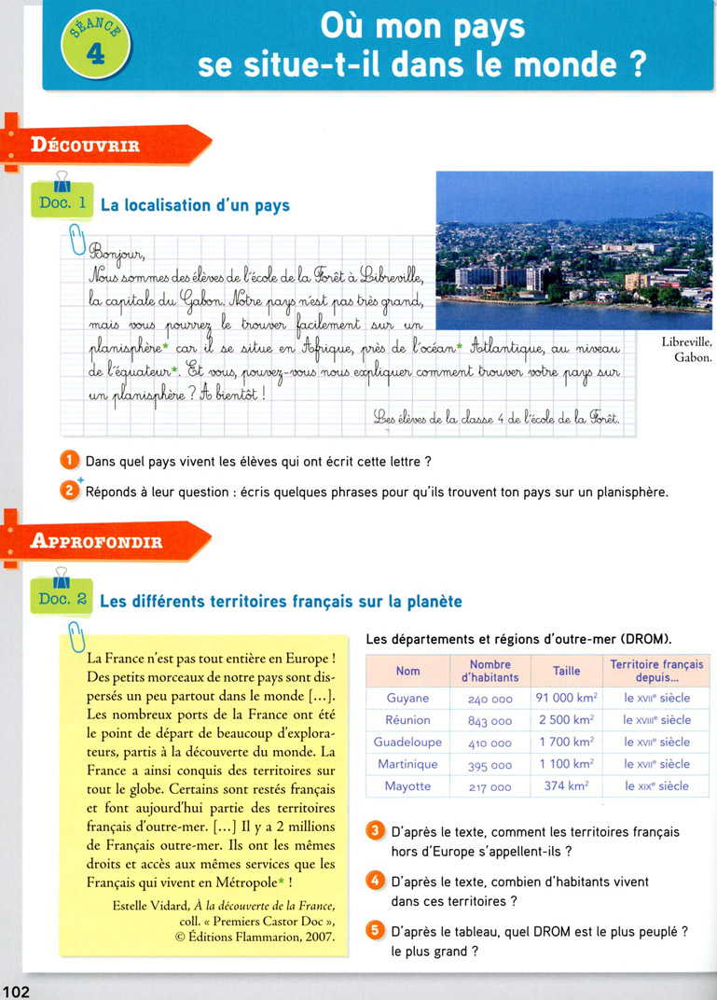 SÉANCE
4
Où mon pays
se situe-t-il dans le monde ?
DÉCOUVRIR
Doc. 1
La localisation d'un pays
Bonjour,
Nous sommes des élèves de l'école de la Forêt à Libreville,
la capitale du Gabon. Notre pays n'est pas très grand,
mais vous pourrez le trouver facilement sur un
planisphère* car il se situe en Afrique, près de l'océan* Atlantique, au niveau
de l'équateur*. Et vous, pouvez-vous nous expliquer comment trouver votre pays sur
un planisphère ? À bientôt !
Les élèves de la classe 4 de l'école de la Forêt.
Libreville,
Gabon.
1 Dans quel pays vivent les élèves qui ont écrit cette lettre ?
2+ Réponds à leur question : écris quelques phrases pour qu'ils trouvent ton pays sur un planisphère.
APPROFONDIR
Doc. 2
Les différents territoires français sur la planète
La France n'est pas tout entière en Europe !
Des petits morceaux de notre pays sont dis-
persés un peu partout dans le monde [...].
Les nombreux ports de la France ont été
le point de départ de beaucoup d'explora-
teurs, partis à la découverte du monde. La
France a ainsi conquis des territoires sur
tout le globe. Certains sont restés français
et font aujourd'hui partie des territoires
français d'outre-mer. [...] Il y a 2 millions
de Français outre-mer. Ils ont les mêmes
droits et accès aux mêmes services que les
Français qui vivent en Métropole* !
Estelle Vidard, À la découverte de la France,
coll. « Premiers Castor Doc »,
© Éditions Flammarion, 2007.
Les départements et régions d'outre-mer (DROM).
Nom Nombre d'habitants Taille Territoire français depuis...
Guyane 240 000 91 000 km² le XVIIe siècle
Réunion 843 000 2 500 km² le XVIIIe siècle
Guadeloupe 410 000 1 700 km² le XVIIe siècle
Martinique 395 000 1 100 km² le XVIIe siècle
Mayotte 217 000 374 km² le XIXe siècle
3 D'après le texte, comment les territoires français
hors d'Europe s'appellent-ils ?
4 D'après le texte, combien d'habitants vivent
dans ces territoires ?
5 D'après le tableau, quel DROM est le plus peuplé ?
le plus grand ?
102